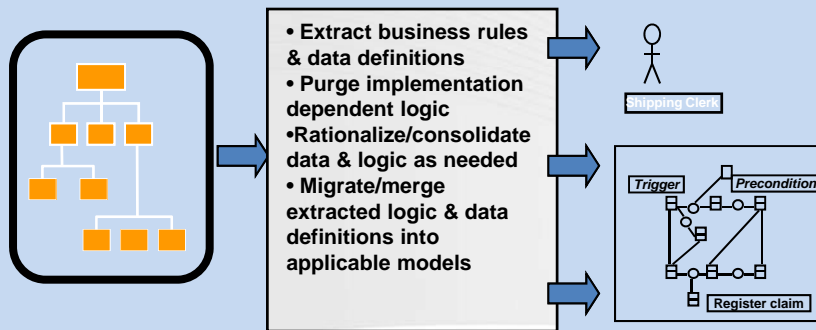 • Extract business rules
& data definitions
• Purge implementation
dependent logic
•Rationalize/consolidate
data & logic as needed
• Migrate/merge
extracted logic & data
definitions into
applicable models
Shipping Clerk
Trigger
Precondition
Register claim